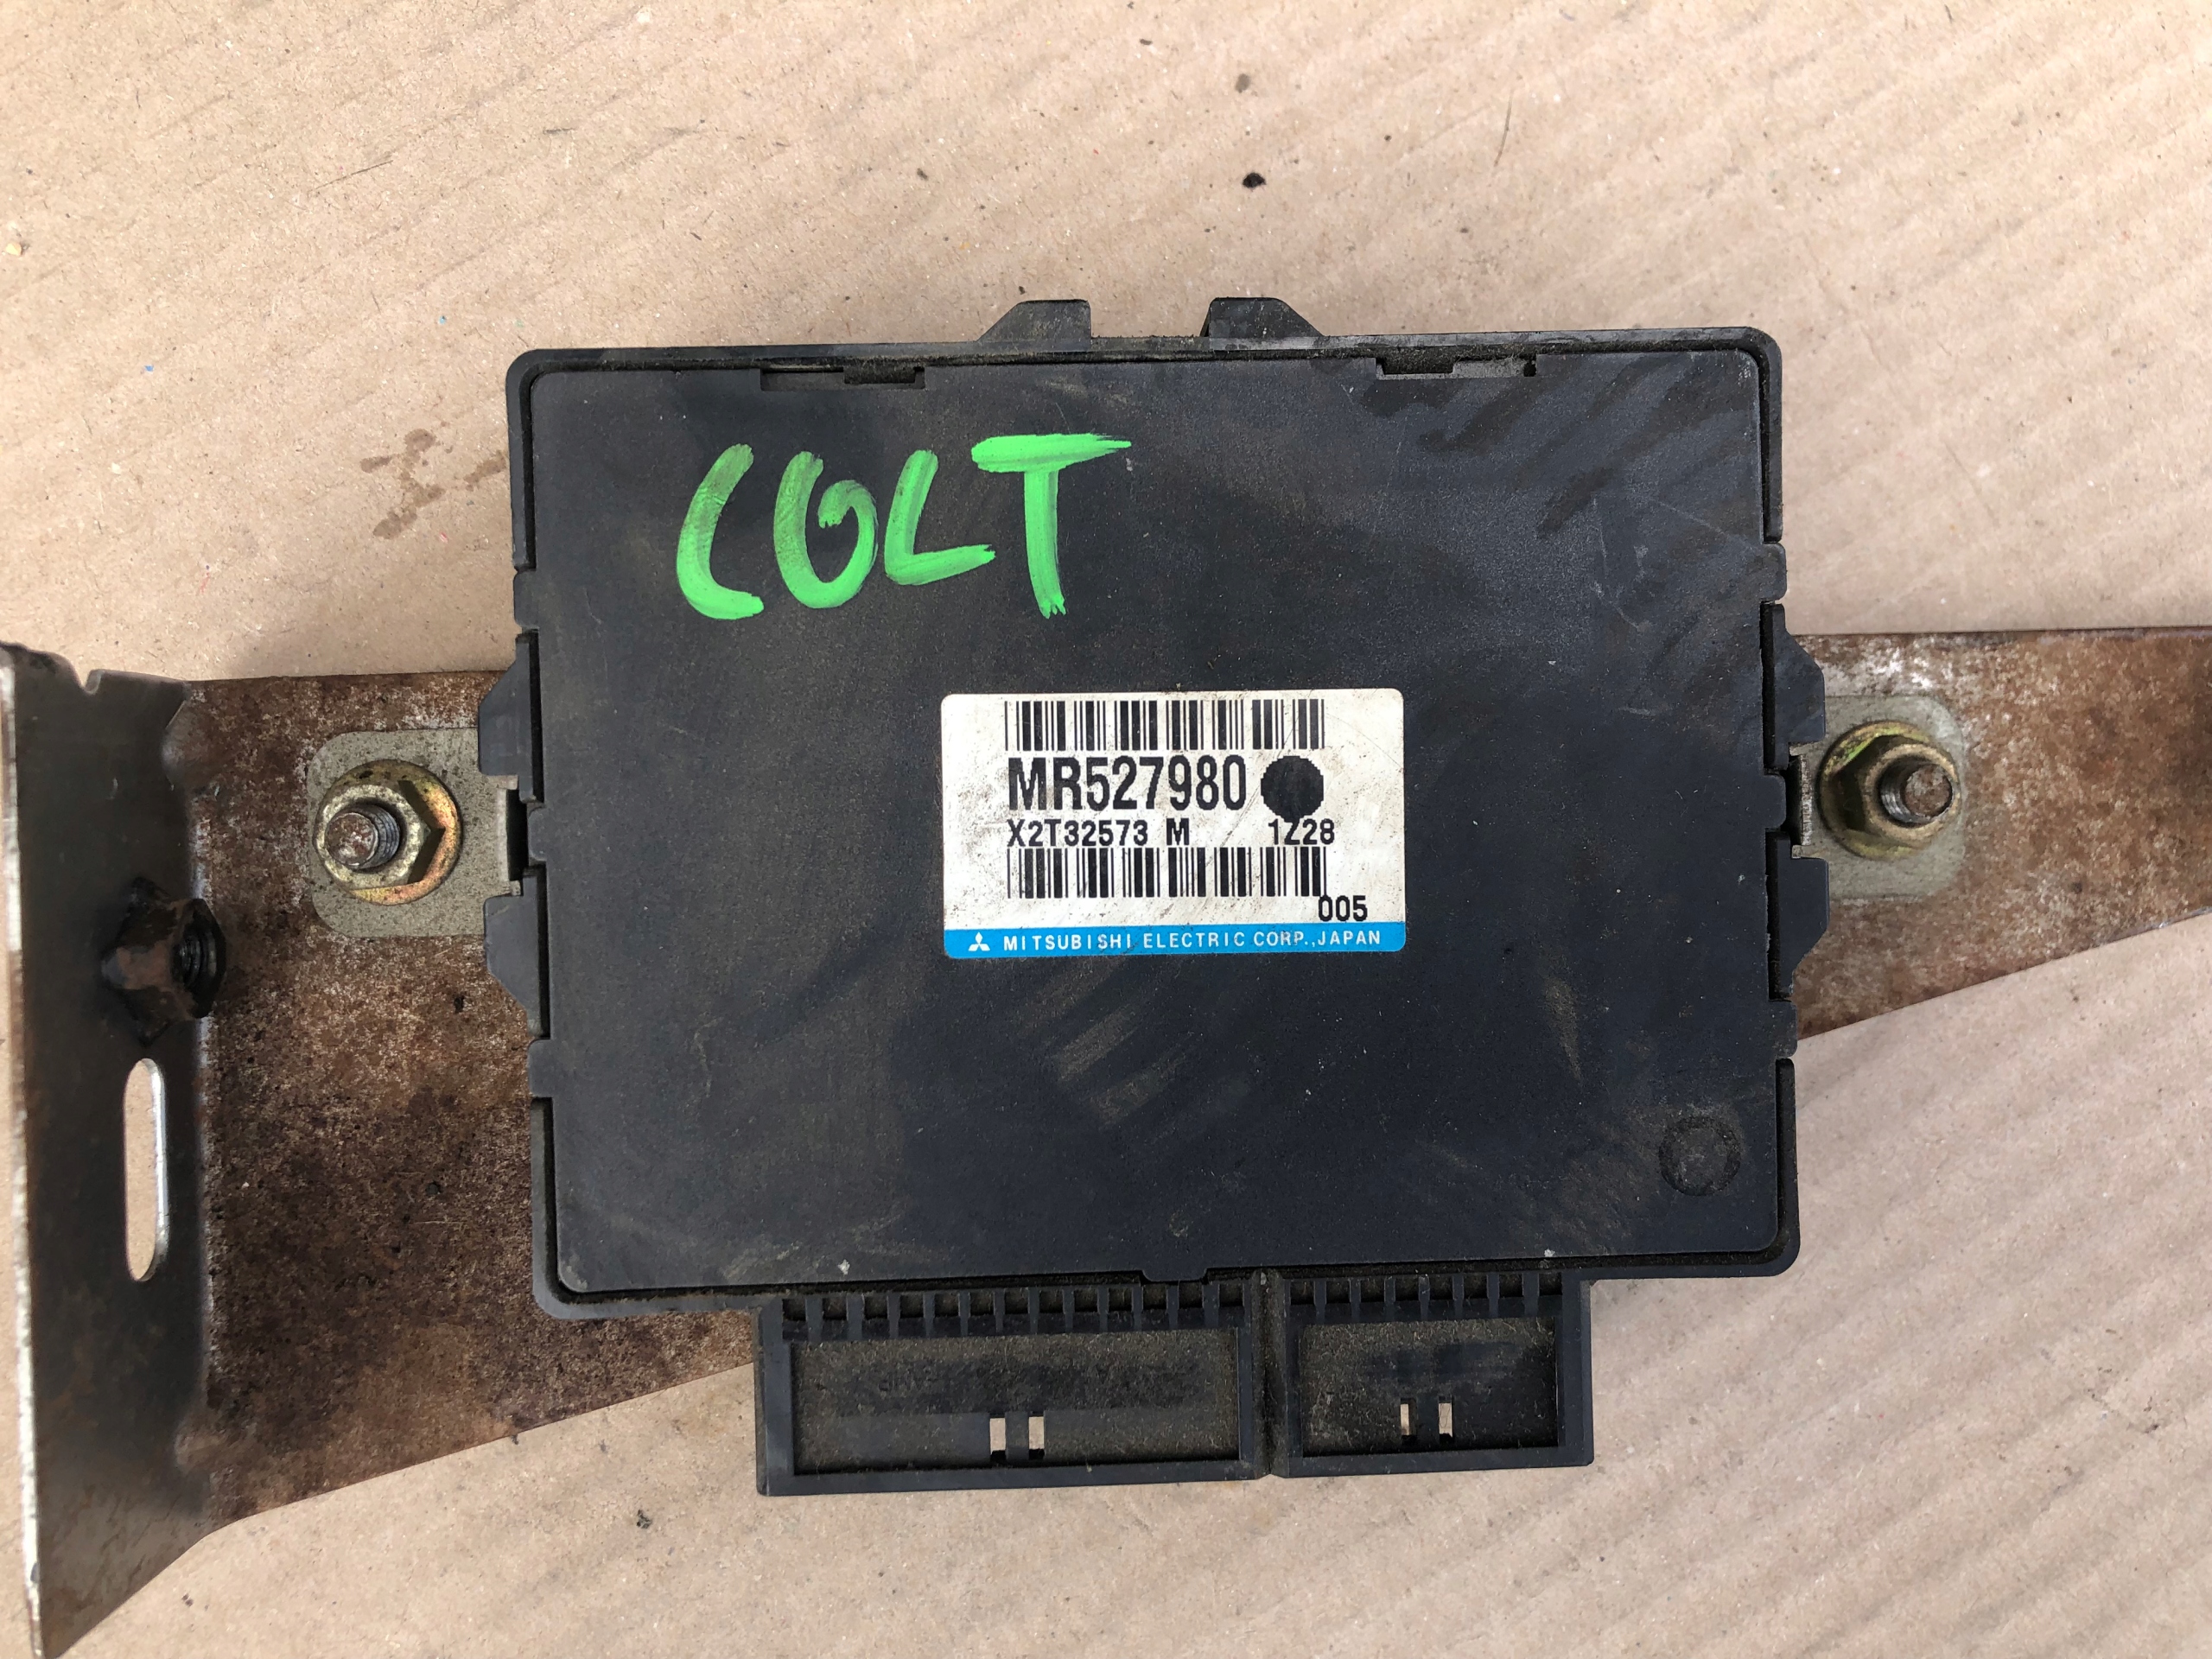 COLT
MR527980
X2T32573 M 1Z28
005
MITSUBISHI ELECTRIC CORP.,JAPAN